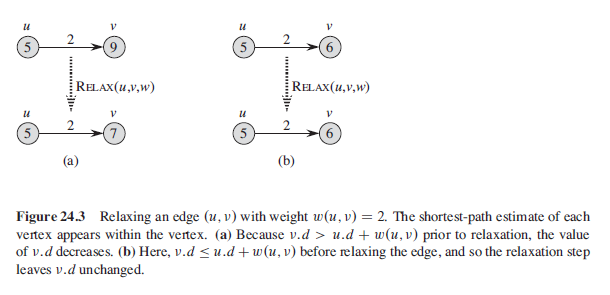 u 2 v u 2 v
5 9 5 6
RELAX(u,v,w) RELAX(u,v,w)
u 2 v u 2 v
5 7 5 6
(a) (b)
Figure 24.3 Relaxing an edge (u, v) with weight w(u, v) = 2. The shortest-path estimate of each
vertex appears within the vertex. (a) Because v.d > u.d + w(u, v) prior to relaxation, the value
of v.d decreases. (b) Here, v.d ≤ u.d + w(u, v) before relaxing the edge, and so the relaxation step
leaves v.d unchanged.